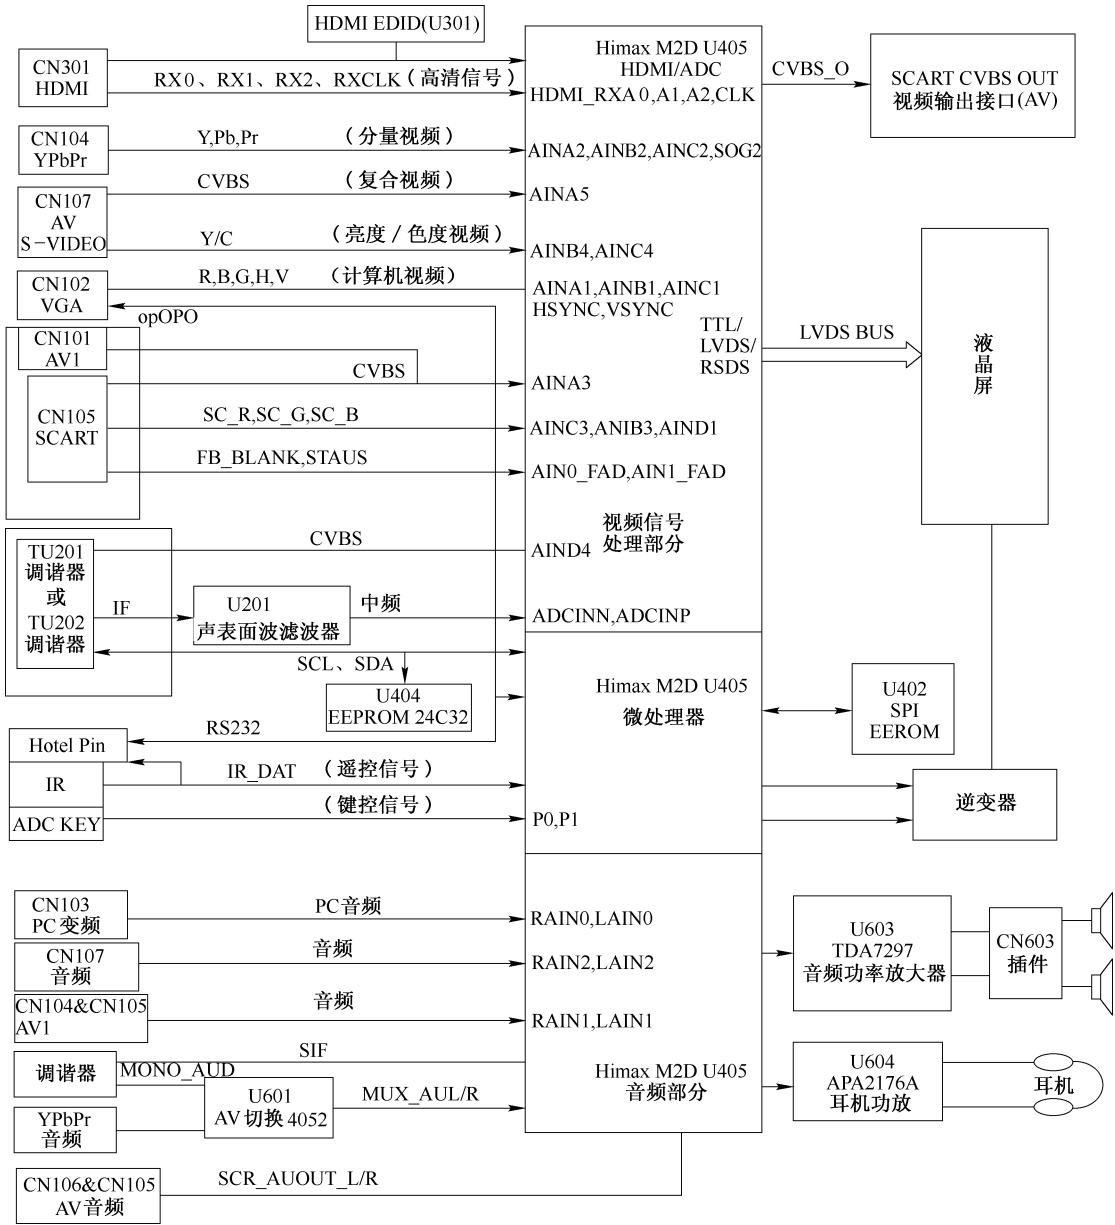 HDMI EDID(U301)
CN301
HDMI
RX0、RX1、RX2、RXCLK（高清信号）
Himax M2D U405
HDMI/ADC
HDMI_RXA0,A1,A2,CLK
CVBS_O
SCART CVBS OUT
视频输出接口(AV)
CN104
YPbPr
Y,Pb,Pr
（分量视频）
AINA2,AINB2,AINC2,SOG2
CN107
AV
S-VIDEO
CVBS
（复合视频）
AINA5
Y/C
（亮度／色度视频）
AINB4,AINC4
CN102
VGA
R,B,G,H,V
（计算机视频）
AINA1,AINB1,AINC1
HSYNC,VSYNC
opOPO
TTL/
LVDS/
RSDS
LVDS BUS
液晶屏
CN101
AV1
CVBS
AINA3
CN105
SCART
SC_R,SC_G,SC_B
AINC3,ANIB3,AIND1
FB_BLANK,STAUS
AIN0_FAD,AIN1_FAD
视频信号
处理部分
TU201
调谐器
或
TU202
调谐器
CVBS
AIND4
IF
U201
声表面波滤波器
中频
ADCINN,ADCINP
SCL、SDA
U404
EEPROM 24C32
Himax M2D U405
微处理器
U402
SPI
EEROM
RS232
Hotel Pin
IR
ADC KEY
IR_DAT
（遥控信号）
（键控信号）
P0,P1
逆变器
CN103
PC变频
PC音频
RAIN0,LAIN0
CN107
音频
音频
RAIN2,LAIN2
CN104&CN105
AV1
音频
RAIN1,LAIN1
U603
TDA7297
音频功率放大器
CN603
插件
调谐器
SIF
MONO_AUD
YPbPr
音频
U601
AV切换4052
MUX_AUL/R
Himax M2D U405
音频部分
U604
APA2176A
耳机功放
耳机
CN106&CN105
AV音频
SCR_AUOUT_L/R